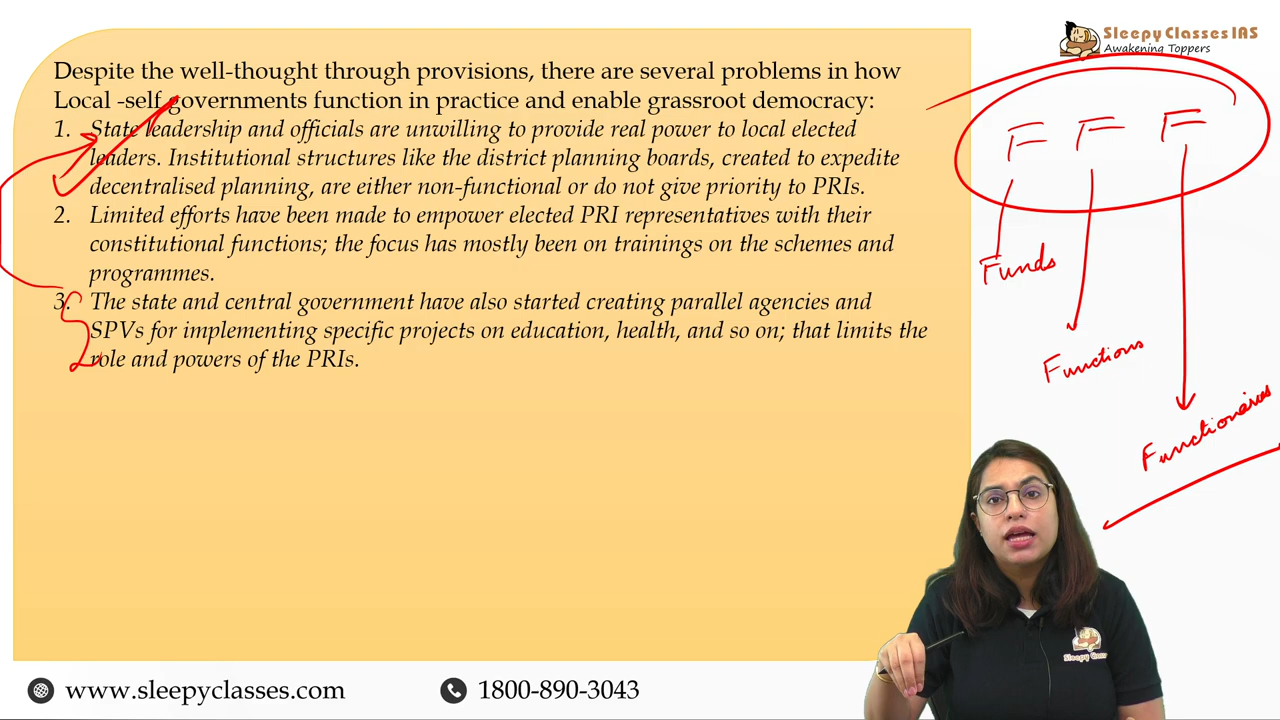 Sleepy Classes IAS
Awakening Toppers
Despite the well-thought through provisions, there are several problems in how
Local -self governments function in practice and enable grassroot democracy:
1. State leadership and officials are unwilling to provide real power to local elected
leaders. Institutional structures like the district planning boards, created to expedite
decentralised planning, are either non-functional or do not give priority to PRIs.
2. Limited efforts have been made to empower elected PRI representatives with their
constitutional functions; the focus has mostly been on trainings on the schemes and
programmes.
3. The state and central government have also started creating parallel agencies and
SPVs for implementing specific projects on education, health, and so on; that limits the
role and powers of the PRIs.
F F F
Funds
Functions
Functionaries
Sleepy Classes
www.sleepyclasses.com
1800-890-3043